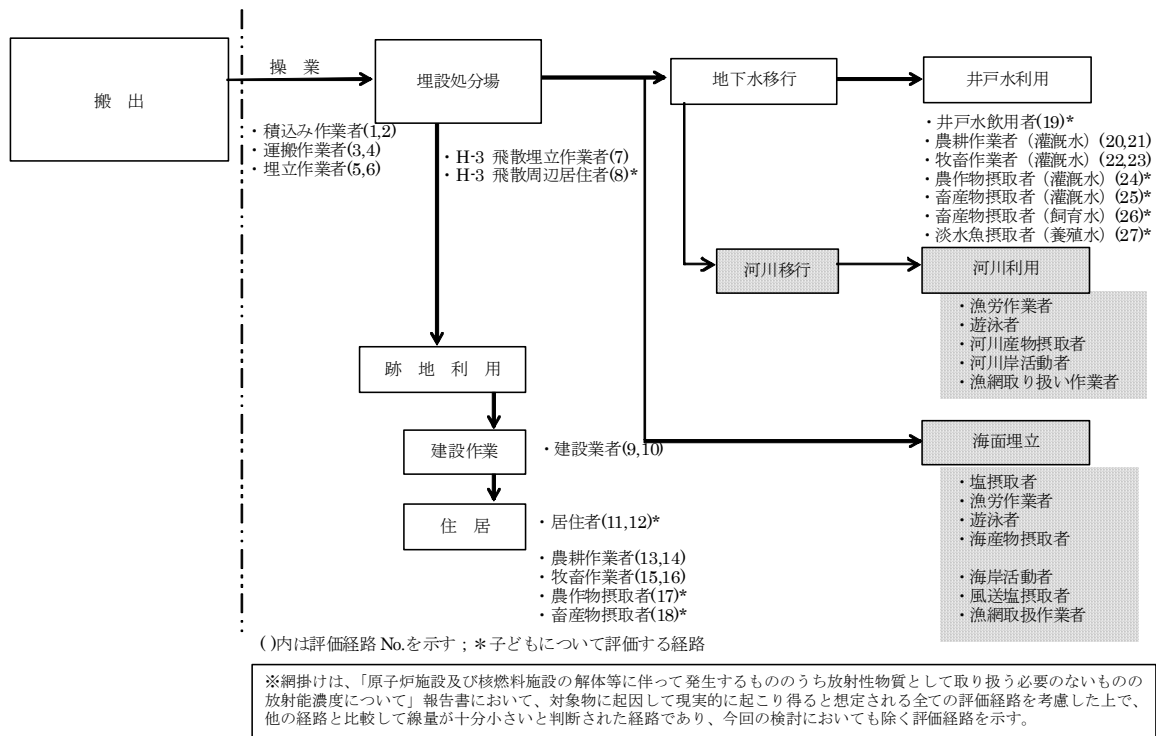 搬 出
操 業
埋設処分場
地下水移行
井戸水利用
・積込み作業者(1,2)
・運搬作業者(3,4)
・埋立作業者(5,6)
・H-3 飛散埋立作業者(7)
・H-3 飛散周辺居住者(8)*
・井戸水飲用者(19)*
・農耕作業者（灌漑水）(20,21)
・牧畜作業者（灌漑水）(22,23)
・農作物摂取者（灌漑水）(24)*
・畜産物摂取者（灌漑水）(25)*
・畜産物摂取者（飼育水）(26)*
・淡水魚摂取者（養殖水）(27)*
河川移行
河川利用
・漁労作業者
・遊泳者
・河川産物摂取者
・河川岸活動者
・漁網取り扱い作業者
跡 地 利 用
建設作業
・建設業者(9,10)
住 居
・居住者(11,12)*
・農耕作業者(13,14)
・牧畜作業者(15,16)
・農作物摂取者(17)*
・畜産物摂取者(18)*
海面埋立
・塩摂取者
・漁労作業者
・遊泳者
・海産物摂取者
・海岸活動者
・風送塩摂取者
・漁網取扱作業者
( )内は評価経路 No.を示す ; ＊子どもについて評価する経路
※網掛けは、「原子炉施設及び核燃料施設の解体等に伴って発生するもののうち放射性物質として取り扱う必要のないものの
放射能濃度について」報告書において、対象物に起因して現実的に起こり得ると想定される全ての評価経路を考慮した上で、
他の経路と比較して線量が十分小さいと判断された経路であり、今回の検討においても除く評価経路を示す。